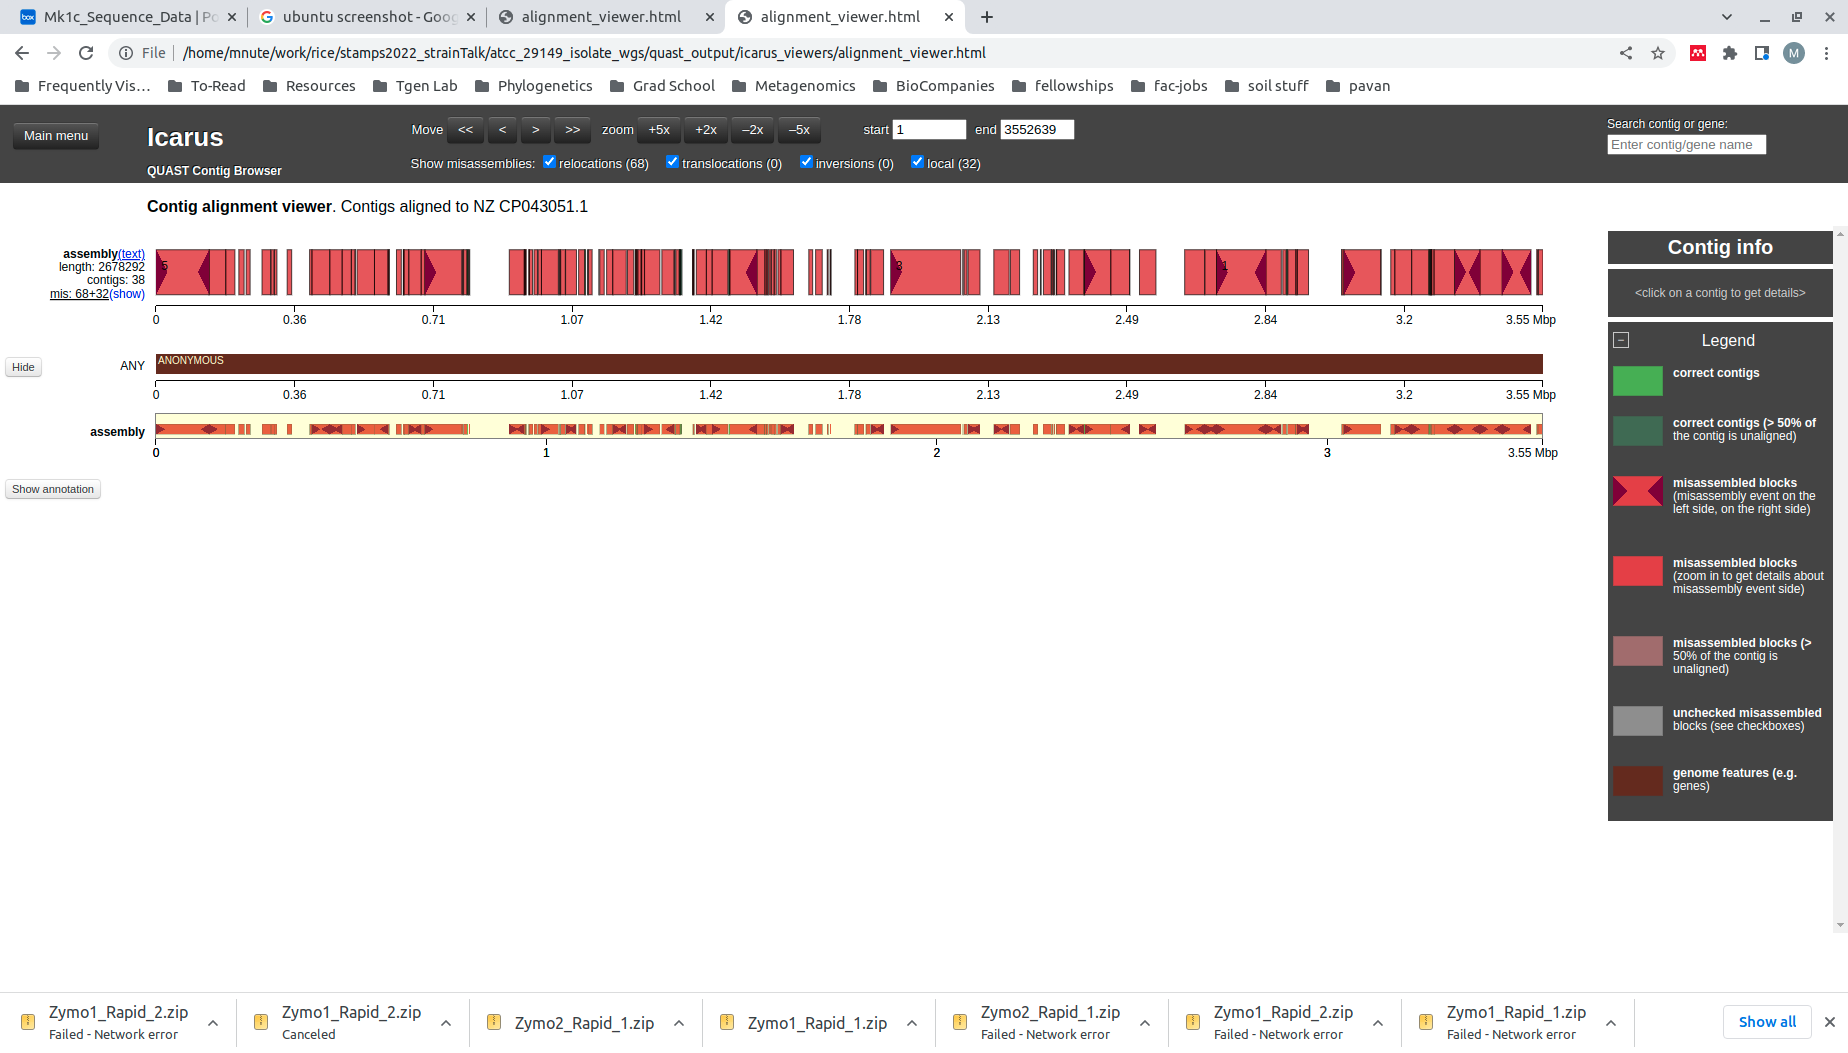 Mk1c_Sequence_Data | Po
ubuntu screenshot - Goog
alignment_viewer.html
alignment_viewer.html
File
/home/mnute/work/rice/stamps2022_strainTalk/atcc_29149_isolate_wgs/quast_output/icarus_viewers/alignment_viewer.html
M
Frequently Vis…
To-Read
Resources
Tgen Lab
Phylogenetics
Grad School
Metagenomics
BioCompanies
fellowships
fac-jobs
soil stuff
pavan
Main menu
Icarus
QUAST Contig Browser
Move << < > >> zoom +5x +2x –2x –5x start 1 end 3552639
Show misassemblies: relocations (68) translocations (0) inversions (0) local (32)
Search contig or gene:
Enter contig/gene name
Contig alignment viewer. Contigs aligned to NZ CP043051.1
assembly(text)
length: 2678292
contigs: 38
mis: 68+32(show)
5 3 1
0 0.36 0.71 1.07 1.42 1.78 2.13 2.49 2.84 3.2 3.55 Mbp
Hide
ANY
ANONYMOUS
0 0.36 0.71 1.07 1.42 1.78 2.13 2.49 2.84 3.2 3.55 Mbp
assembly
0 1 2 3 3.55 Mbp
Show annotation
Contig info
<click on a contig to get details>
Legend
correct contigs
correct contigs (> 50% of
the contig is unaligned)
misassembled blocks
(misassembly event on the
left side, on the right side)
misassembled blocks
(zoom in to get details about
misassembly event side)
misassembled blocks (>
50% of the contig is
unaligned)
unchecked misassembled
blocks (see checkboxes)
genome features (e.g.
genes)
Zymo1_Rapid_2.zip
Failed - Network error
Zymo1_Rapid_2.zip
Canceled
Zymo2_Rapid_1.zip
Zymo1_Rapid_1.zip
Zymo2_Rapid_1.zip
Failed - Network error
Zymo1_Rapid_2.zip
Failed - Network error
Zymo1_Rapid_1.zip
Failed - Network error
Show all